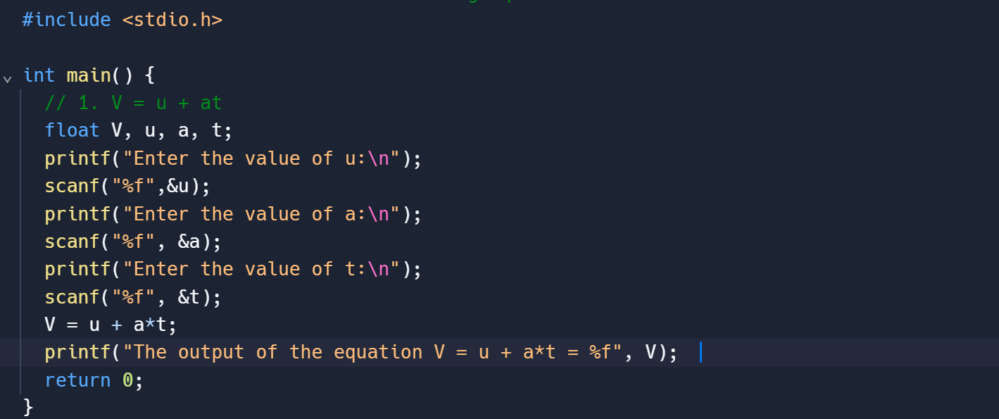 #include <stdio.h>
int main() {
// 1. V = u + at
float V, u, a, t;
printf("Enter the value of u:\n");
scanf("%f",&u);
printf("Enter the value of a:\n");
scanf("%f", &a);
printf("Enter the value of t:\n");
scanf("%f", &t);
V = u + a*t;
printf("The output of the equation V = u + a*t = %f", V);
return 0;
}